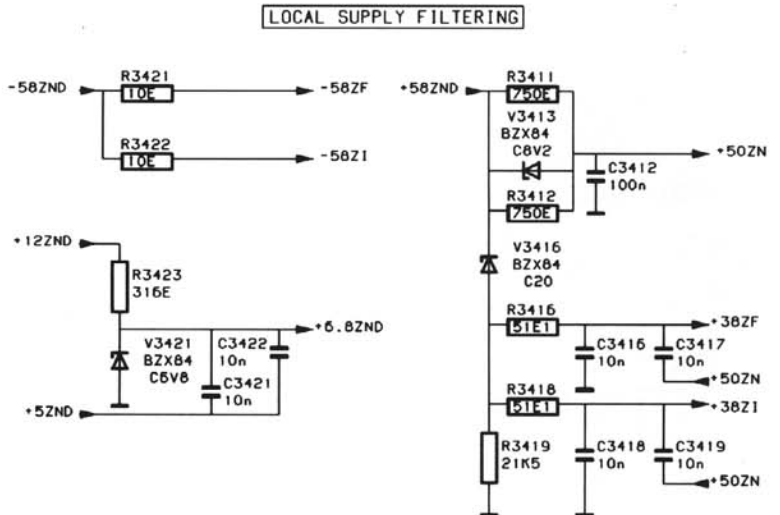 LOCAL SUPPLY FILTERING
-58ZND
R3421
10E
-58ZF
R3422
10E
-58ZI
+12ZND
R3423
316E
V3421
BZX84
C6V8
C3422
10n
C3421
10n
+6.8ZND
+5ZND
+58ZND
R3411
750E
V3413
BZX84
C8V2
R3412
750E
C3412
100n
+50ZN
V3416
BZX84
C20
R3416
51E1
+38ZF
C3416
10n
C3417
10n
+50ZN
R3418
51E1
+38ZI
R3419
21K5
C3418
10n
C3419
10n
+50ZN